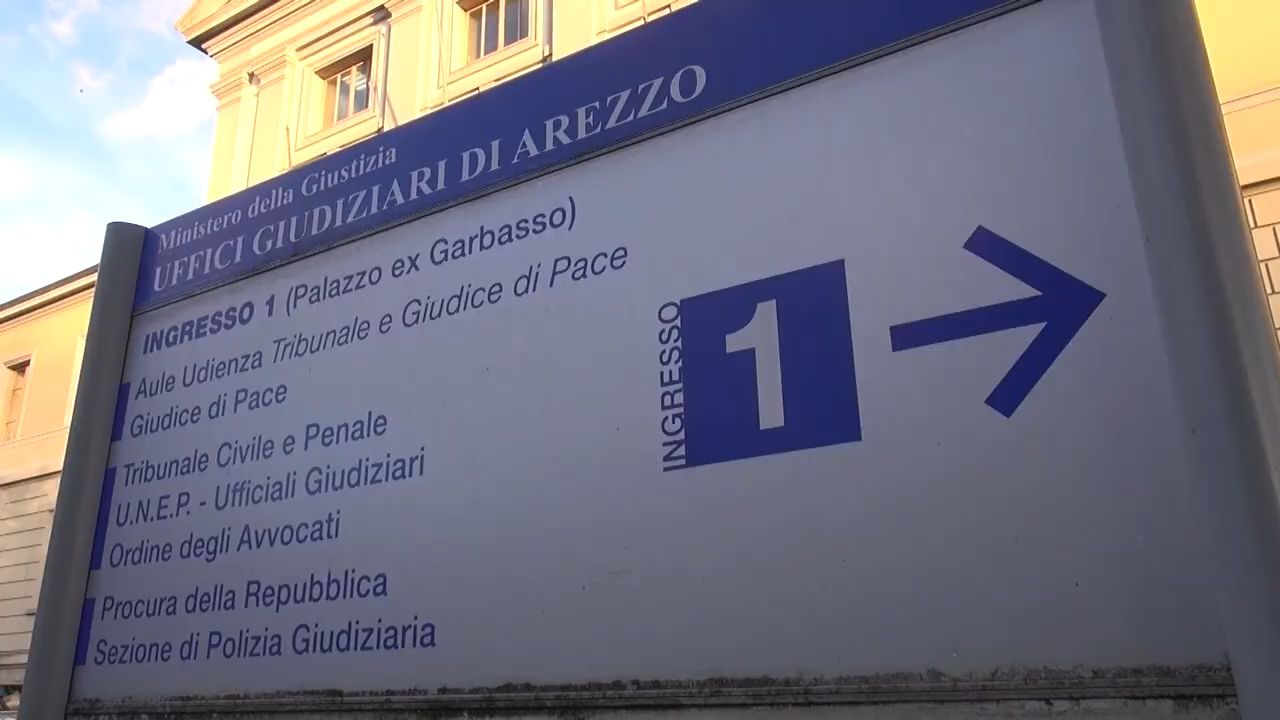 Ministero della Giustizia
UFFICI GIUDIZIARI DI AREZZO
INGRESSO 1 (Palazzo ex Garbasso)
Aule Udienza Tribunale e Giudice di Pace
Giudice di Pace
Tribunale Civile e Penale
U.N.E.P. - Ufficiali Giudiziari
Ordine degli Avvocati
Procura della Repubblica
Sezione di Polizia Giudiziaria
INGRESSO
1